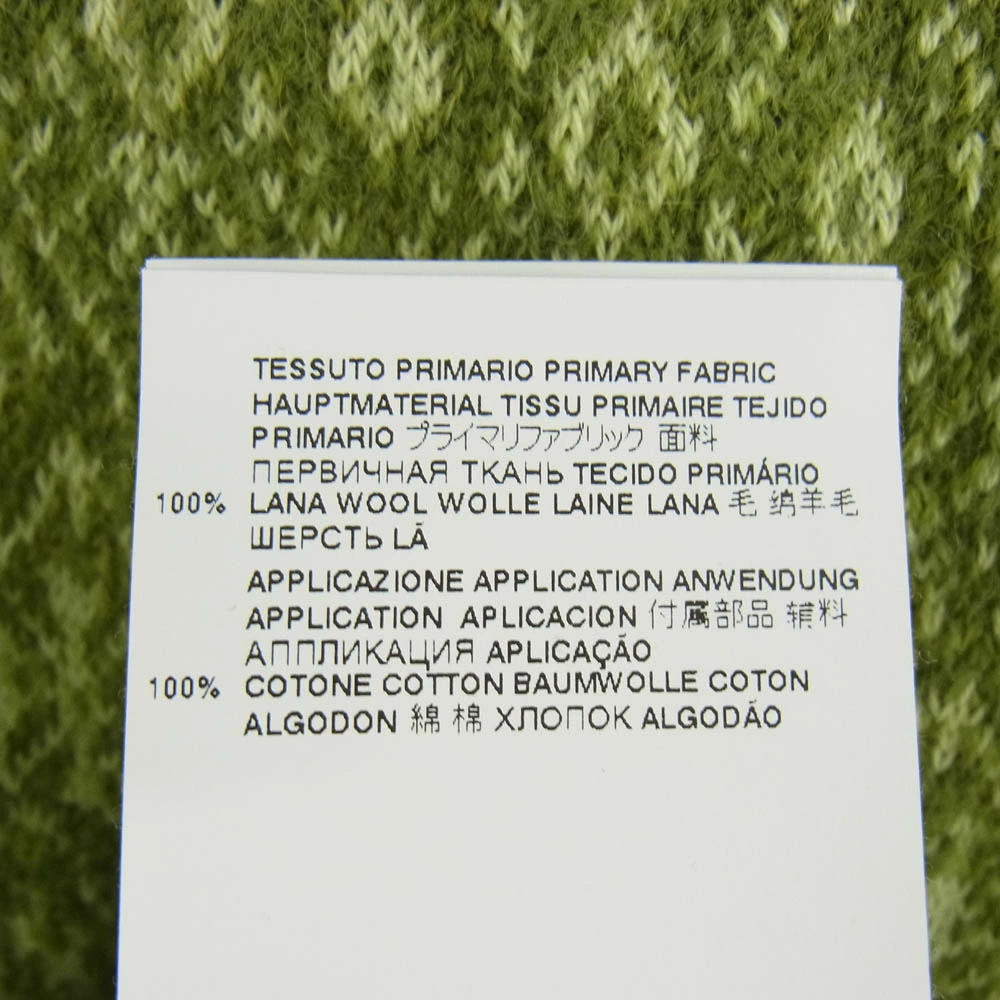 TESSUTO PRIMARIO PRIMARY FABRIC
HAUPTMATERIAL TISSU PRIMAIRE TEJIDO
PRIMARIO プライマリファブリック 面料
ПЕРВИЧНАЯ ТКАНЬ TECIDO PRIMÁRIO
100% LANA WOOL WOLLE LAINE LANA 毛 绵羊毛
ШЕРСТЬ LÃ
APPLICAZIONE APPLICATION ANWENDUNG
APPLICATION APLICACION 付属部品 辅料
АППЛИКАЦИЯ APLICAÇÃO
100% COTONE COTTON BAUMWOLLE COTON
ALGODON 綿 棉 ХЛОПОК ALGODÃO